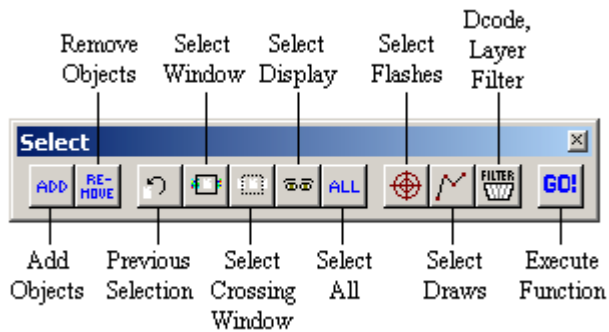 Remove
Objects
Select
Window
Select
Display
Select
Flashes
Dcode,
Layer
Filter
Select
ADD
RE-
MOVE
ALL
FILTER
GO!
Add
Objects
Previous
Selection
Select
Crossing
Window
Select
All
Select
Draws
Execute
Function